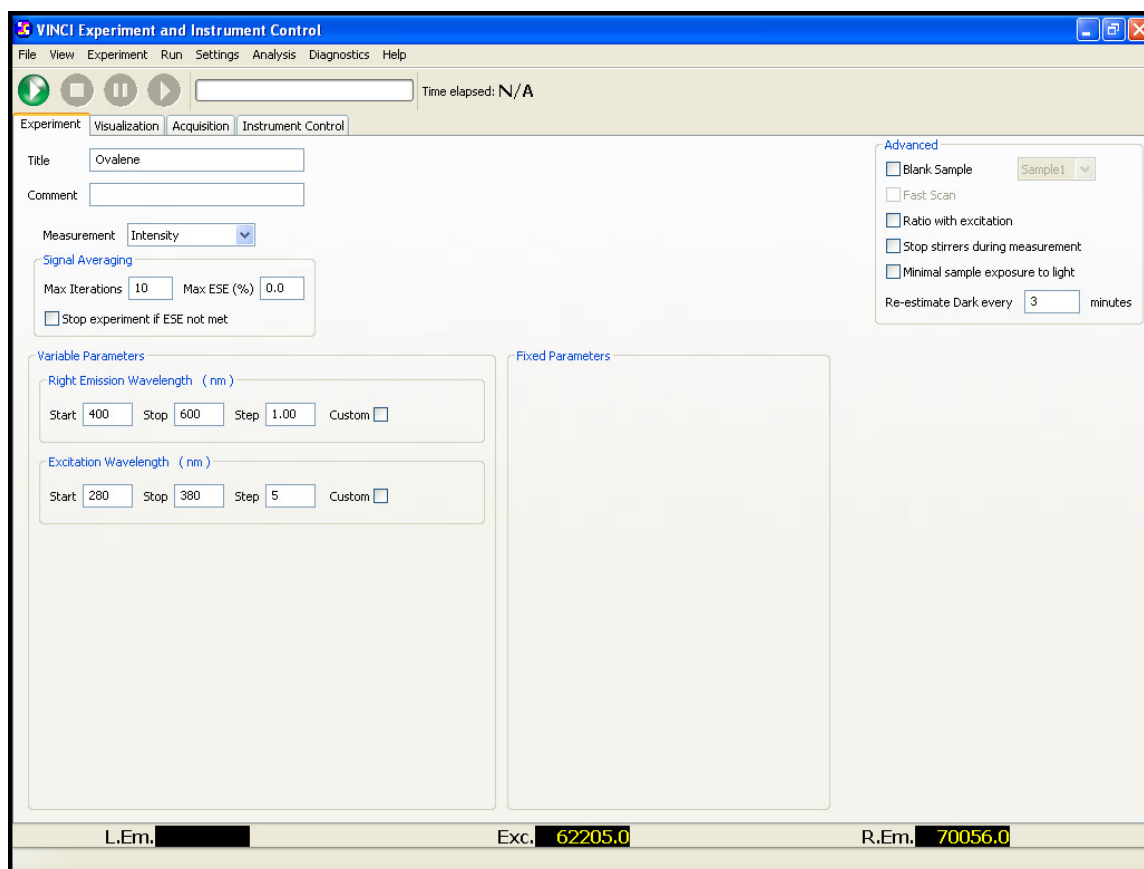 VINCI Experiment and Instrument Control
File View Experiment Run Settings Analysis Diagnostics Help
Time elapsed: N/A
Experiment Visualization Acquisition Instrument Control
Title Ovalene
Comment
Measurement Intensity
Signal Averaging
Max Iterations 10 Max ESE (%) 0.0
Stop experiment if ESE not met
Advanced
Blank Sample Sample1
Fast Scan
Ratio with excitation
Stop stirrers during measurement
Minimal sample exposure to light
Re-estimate Dark every 3 minutes
Variable Parameters
Right Emission Wavelength ( nm )
Start 400 Stop 600 Step 1.00 Custom
Excitation Wavelength ( nm )
Start 280 Stop 380 Step 5 Custom
Fixed Parameters
L.Em. Exc. 62205.0 R.Em. 70056.0